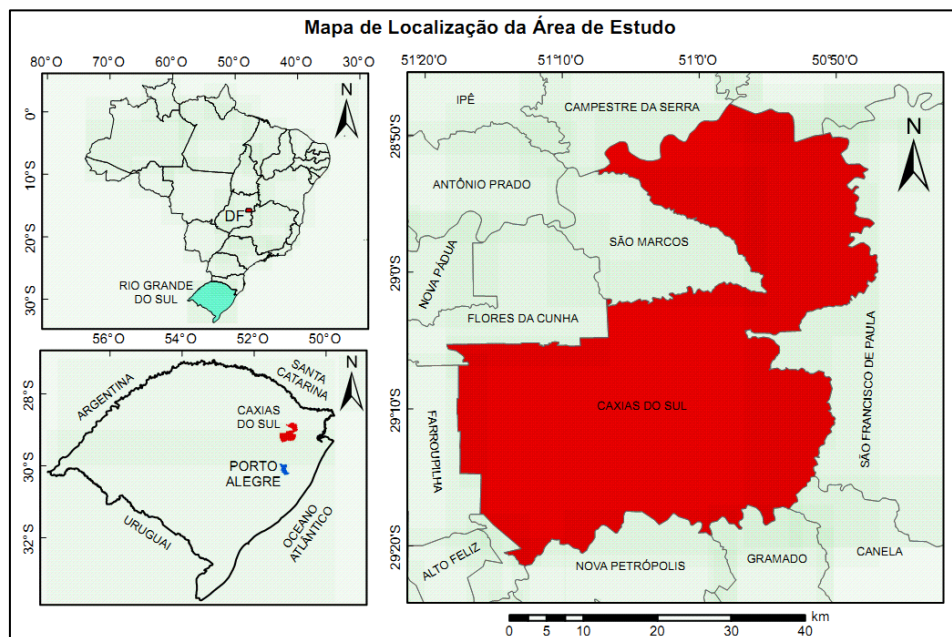 Mapa de Localização da Área de Estudo
80°O 70°O 60°O 50°O 40°O 30°O
0°
10°S
20°S
30°S
N
DF
RIO GRANDE
DO SUL
56°O 54°O 52°O 50°O
28°S
30°S
32°S
N
ARGENTINA
SANTA
CATARINA
CAXIAS
DO SUL
PORTO
ALEGRE
URUGUAI
OCEANO
ATLÂNTICO
51°20'O 51°10'O 51°0'O 50°50'O
28°50'S
29°0'S
29°10'S
29°20'S
N
IPÊ
CAMPESTRE DA SERRA
ANTÔNIO PRADO
SÃO MARCOS
NOVA PÁDUA
FLORES DA CUNHA
SÃO FRANCISCO DE PAULA
CAXIAS DO SUL
FARROUPILHA
ALTO FELIZ
NOVA PETRÓPOLIS
GRAMADO
CANELA
km
0 5 10 20 30 40